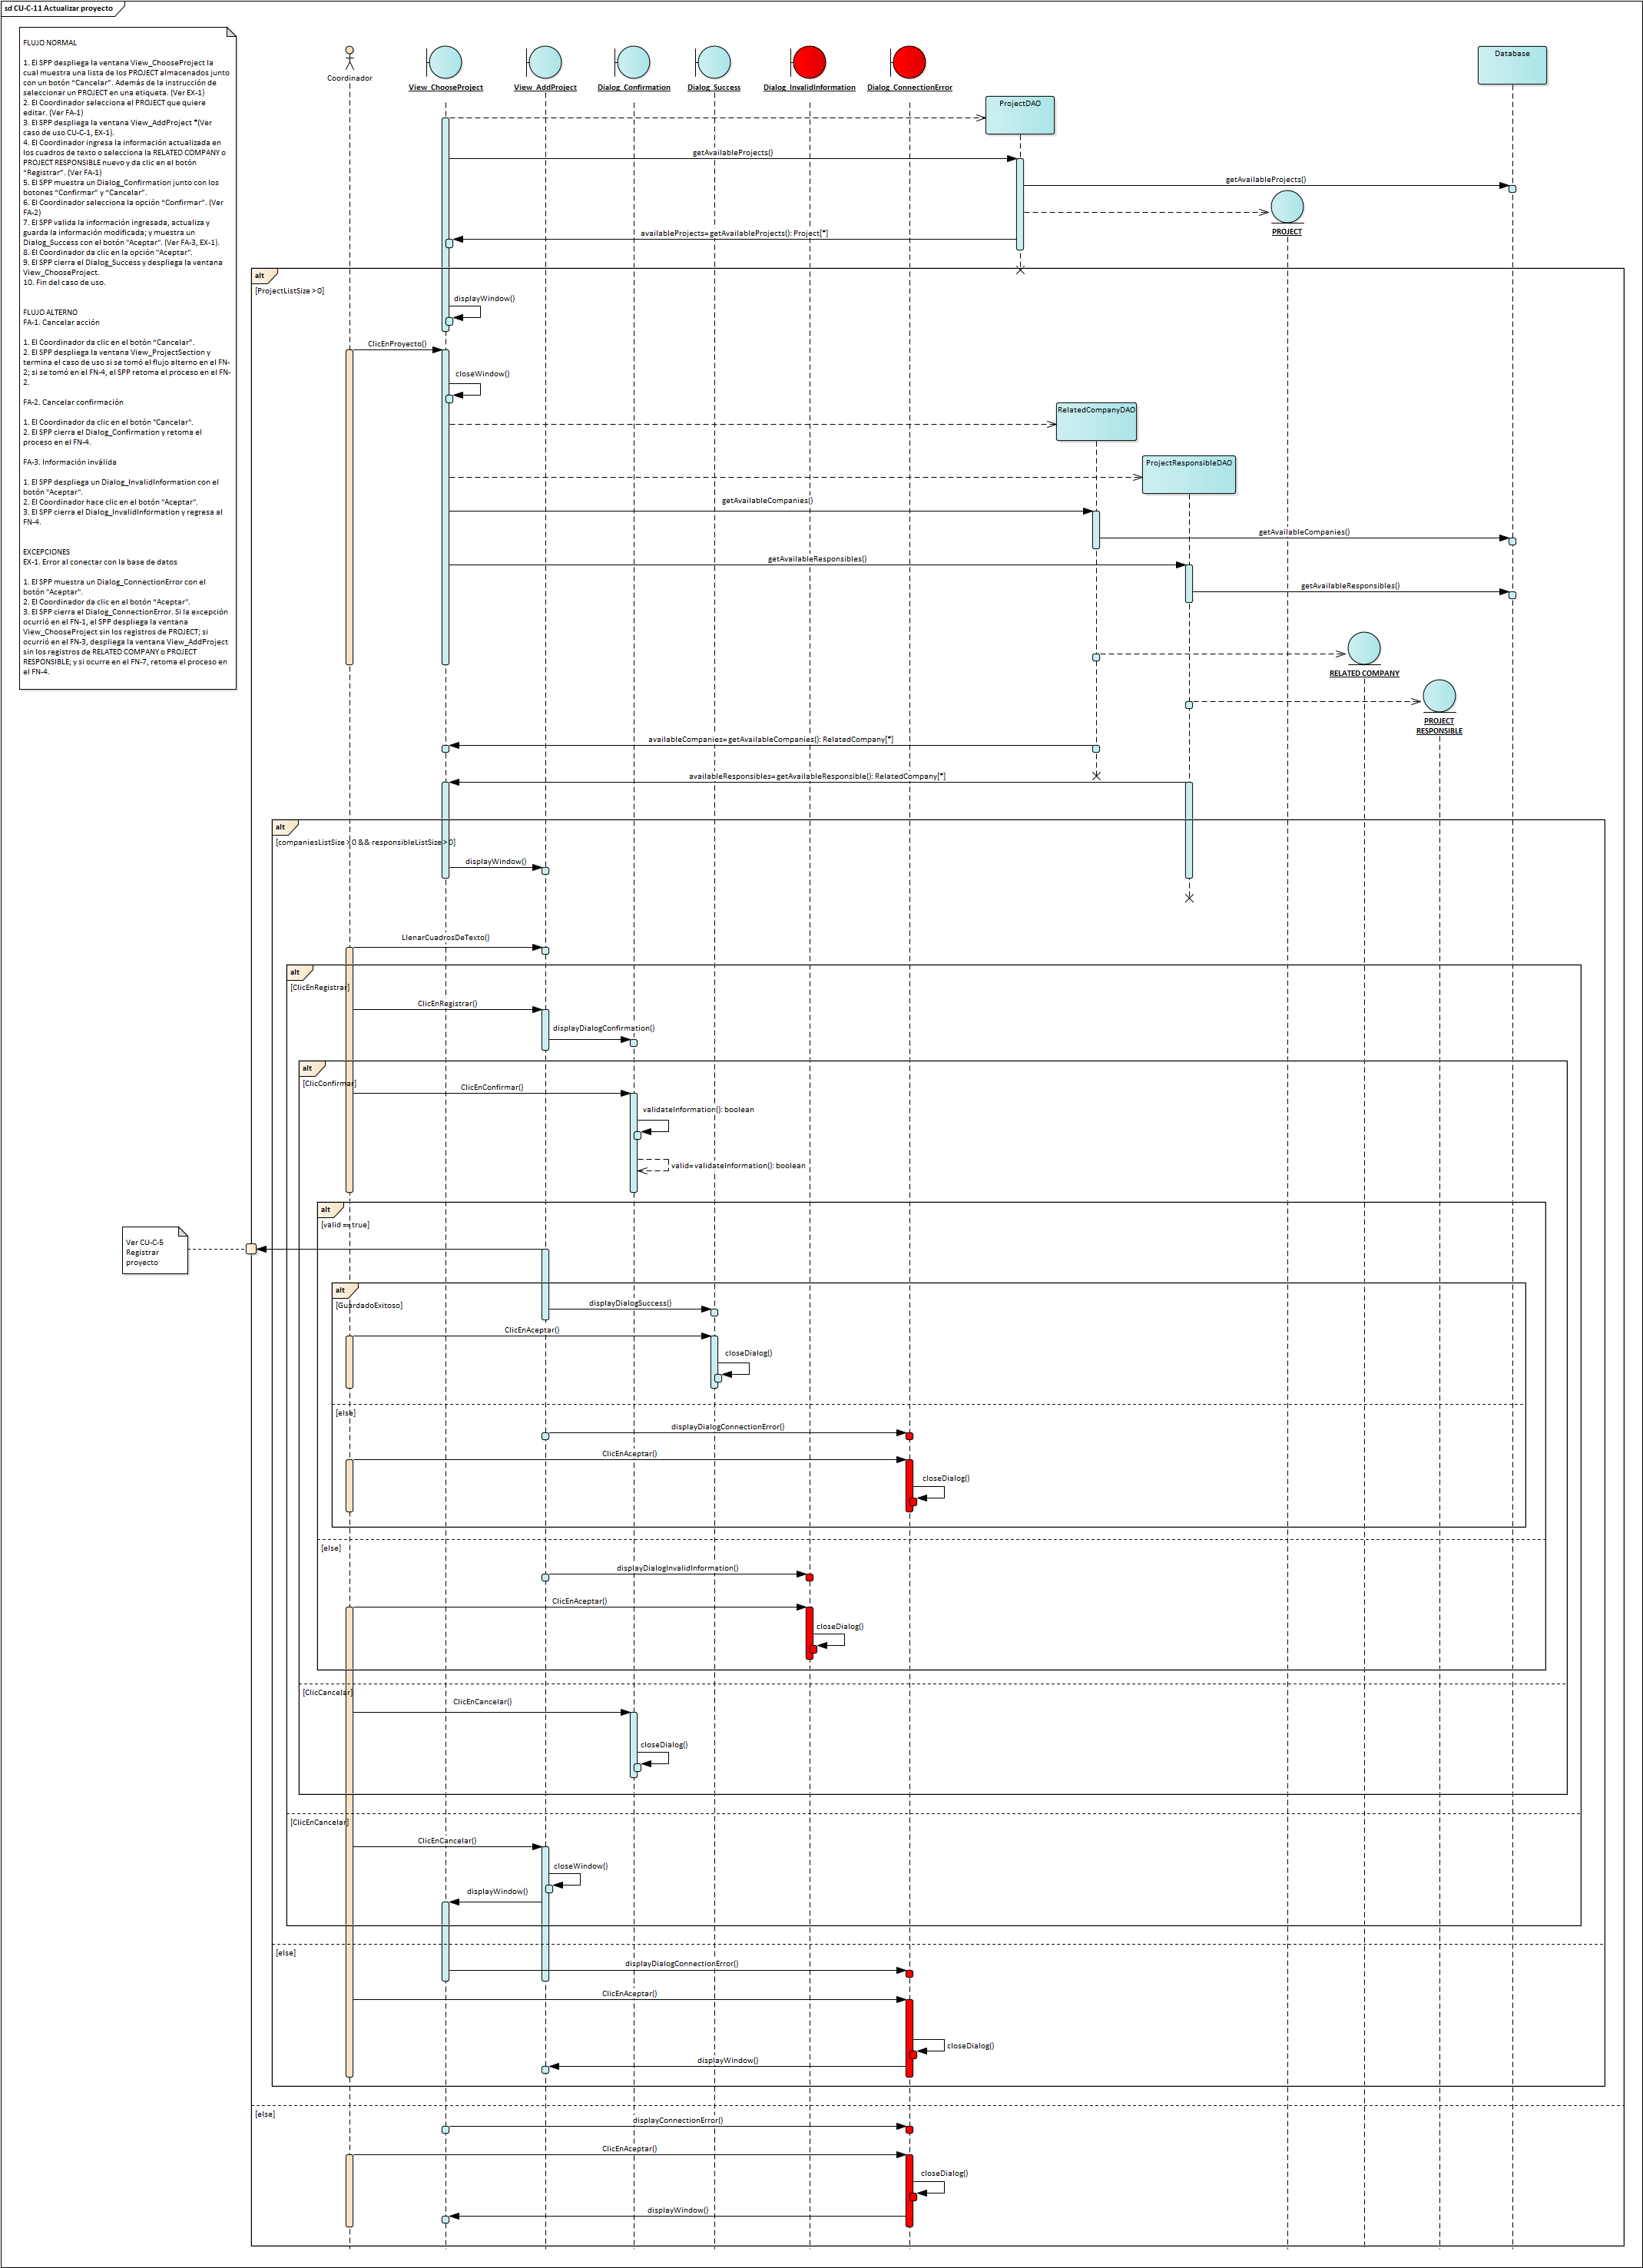 sd CU-C-11 Actualizar proyecto
FLUJO NORMAL
1. El SPP despliega la ventana View_ChooseProject la
cual muestra una lista de los PROJECT almacenados junto
con un botón "Cancelar". Además de la instrucción de
seleccionar un PROJECT en una etiqueta. (Ver EX-1)
2. El Coordinador selecciona el PROJECT que quiere
editar. (Ver FA-1)
3. El SPP despliega la ventana View_AddProject *(Ver
caso de uso CU-C-1, EX-1).
4. El Coordinador ingresa la información actualizada en
los cuadros de texto o selecciona la RELATED COMPANY o
PROJECT RESPONSIBLE nuevo y da clic en el botón
"Registrar". (Ver FA-1)
5. El SPP muestra un Dialog_Confirmation junto con los
botones "Confirmar" y "Cancelar".
6. El Coordinador selecciona la opción "Confirmar". (Ver
FA-2)
7. El SPP valida la información ingresada, actualiza y
guarda la información modificada; y muestra un
Dialog_Success con el botón "Aceptar". (Ver FA-3, EX-1).
8. El Coordinador da clic en la opción "Aceptar".
9. El SPP cierra el Dialog_Success y despliega la ventana
View_ChooseProject.
10. Fin del caso de uso.
FLUJO ALTERNO
FA-1. Cancelar acción
1. El Coordinador da clic en el botón "Cancelar".
2. El SPP despliega la ventana View_ProjectSection y
termina el caso de uso si se tomó el flujo alterno en el FN-
2; si se tomó en el FN-4, el SPP retoma el proceso en el FN-
2.
FA-2. Cancelar confirmación
1. El Coordinador da clic en el botón "Cancelar".
2. El SPP cierra el Dialog_Confirmation y retoma el
proceso en el FN-4.
FA-3. Información inválida
1. El SPP despliega un Dialog_InvalidInformation con el
botón "Aceptar".
2. El Coordinador hace clic en el botón "Aceptar".
3. El SPP cierra el Dialog_InvalidInformation y regresa al
FN-4.
EXCEPCIONES
EX-1. Error al conectar con la base de datos
1. El SPP muestra un Dialog_ConnectionError con el
botón "Aceptar".
2. El Coordinador da clic en el botón "Aceptar".
3. El SPP cierra el Dialog_ConnectionError. Si la excepción
ocurrió en el FN-1, el SPP despliega la ventana
View_ChooseProject sin los registros de PROJECT; si
ocurrió en el FN-3, despliega la ventana View_AddProject
sin los registros de RELATED COMPANY o PROJECT
RESPONSIBLE; y si ocurre en el FN-7, retoma el proceso en
el FN-4.
Coordinador
View_ChooseProject
View_AddProject
Dialog_Confirmation
Dialog_Success
Dialog_InvalidInformation
Dialog_ConnectionError
Database
ProjectDAO
getAvailableProjects()
getAvailableProjects()
PROJECT
availableProjects= getAvailableProjects(): Project[*]
alt
[ProjectListSize > 0]
displayWindow()
ClicEnProyecto()
closeWindow()
RelatedCompanyDAO
ProjectResponsibleDAO
getAvailableCompanies()
getAvailableCompanies()
getAvailableResponsibles()
getAvailableResponsibles()
RELATED COMPANY
PROJECT
RESPONSIBLE
availableCompanies= getAvailableCompanies(): RelatedCompany[*]
availableResponsibles= getAvailableResponsible(): RelatedCompany[*]
alt
[companiesListSize > 0 && responsibleListSize > 0]
displayWindow()
LlenarCuadrosDeTexto()
alt
[ClicEnRegistrar]
ClicEnRegistrar()
displayDialogConfirmation()
alt
[ClicConfirmar]
ClicEnConfirmar()
validateInformation(): boolean
valid= validateInformation(): boolean
alt
[valid == true]
Ver CU-C-5
Registrar
proyecto
alt
[GuardadoExitoso]
displayDialogSuccess()
ClicEnAceptar()
closeDialog()
[else]
displayDialogConnectionError()
ClicEnAceptar()
closeDialog()
[else]
displayDialogInvalidInformation()
ClicEnAceptar()
closeDialog()
[ClicCancelar]
ClicEnCancelar()
closeDialog()
[ClicEnCancelar]
ClicEnCancelar()
closeWindow()
displayWindow()
[else]
displayDialogConnectionError()
ClicEnAceptar()
closeDialog()
displayWindow()
[else]
displayConnectionError()
ClicEnAceptar()
closeDialog()
displayWindow()